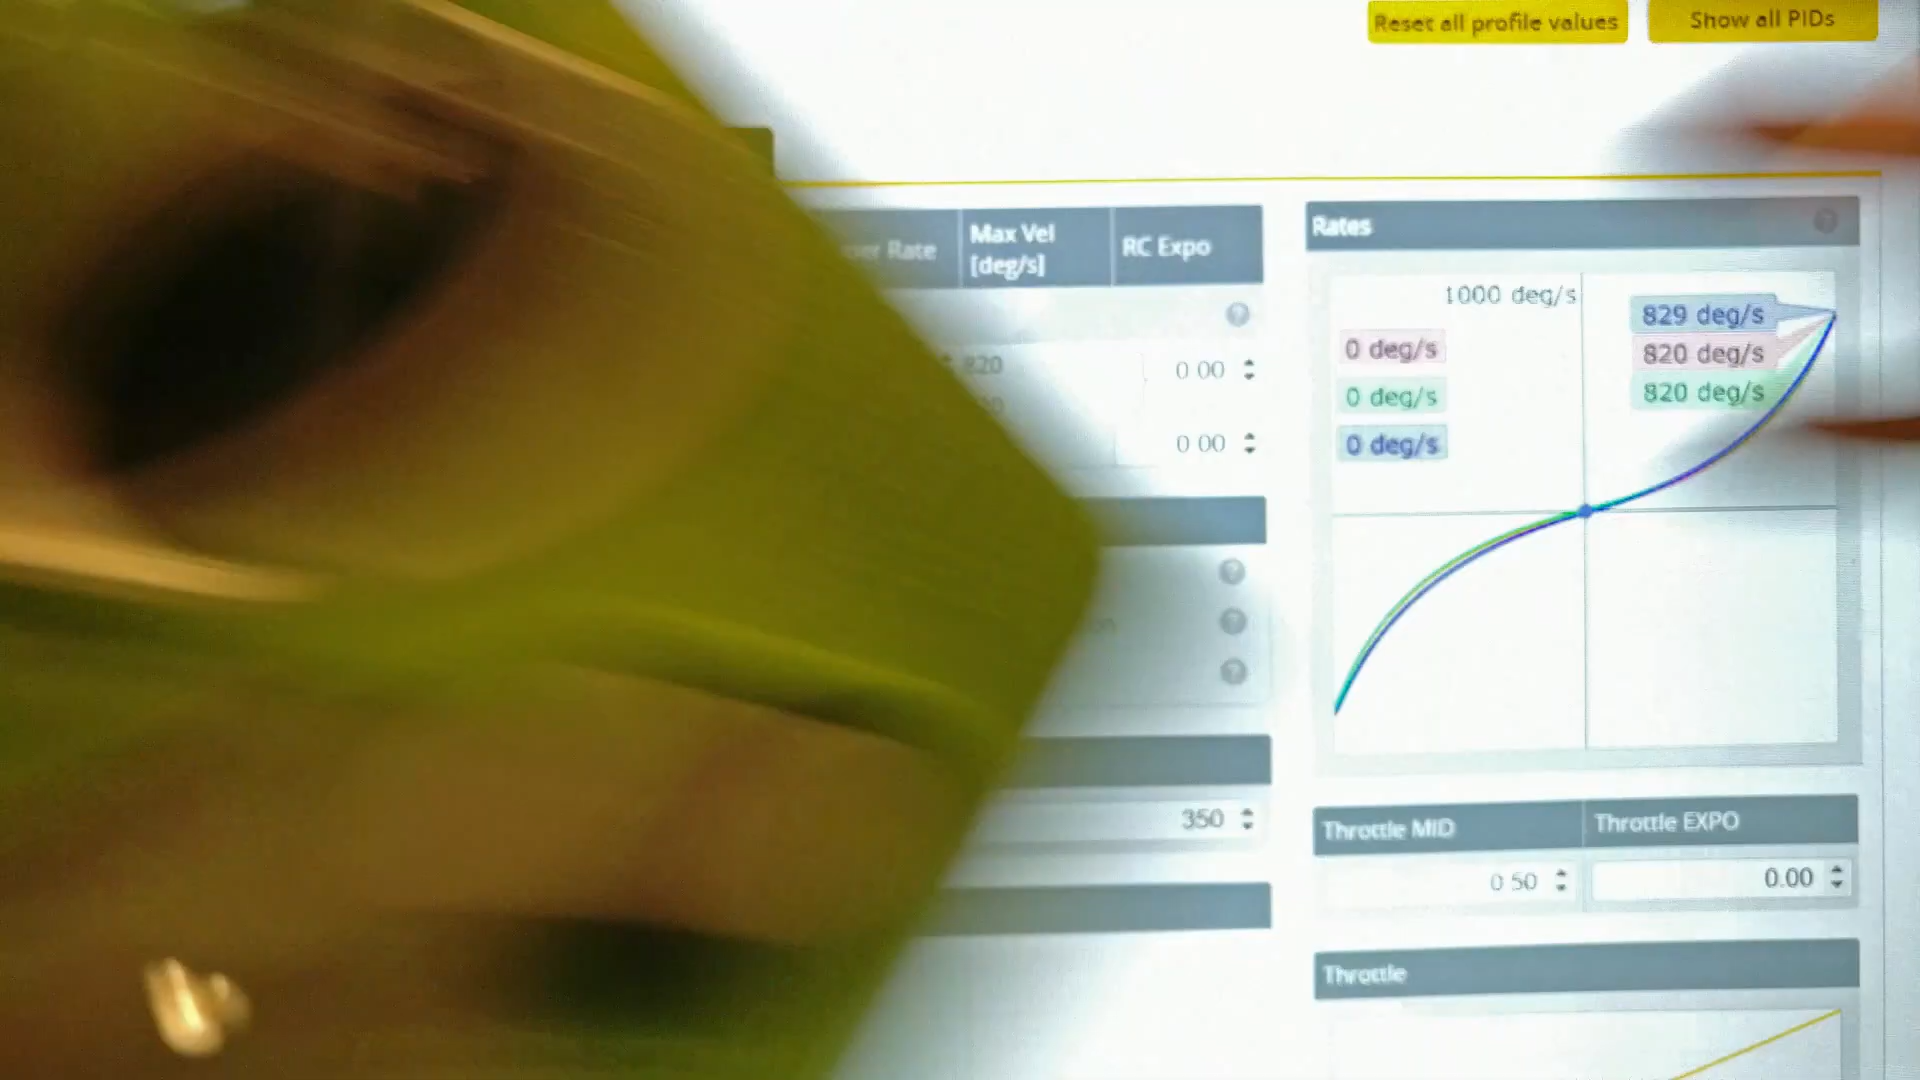 Reset all profile values
Show all PIDs
Rate
Max Vel
[deg/s]
RC Expo
820
0 00
0 00
350
Rates
1000 deg/s
829 deg/s
0 deg/s
820 deg/s
0 deg/s
820 deg/s
0 deg/s
Throttle MID
Throttle EXPO
0 50
0.00
Throttle